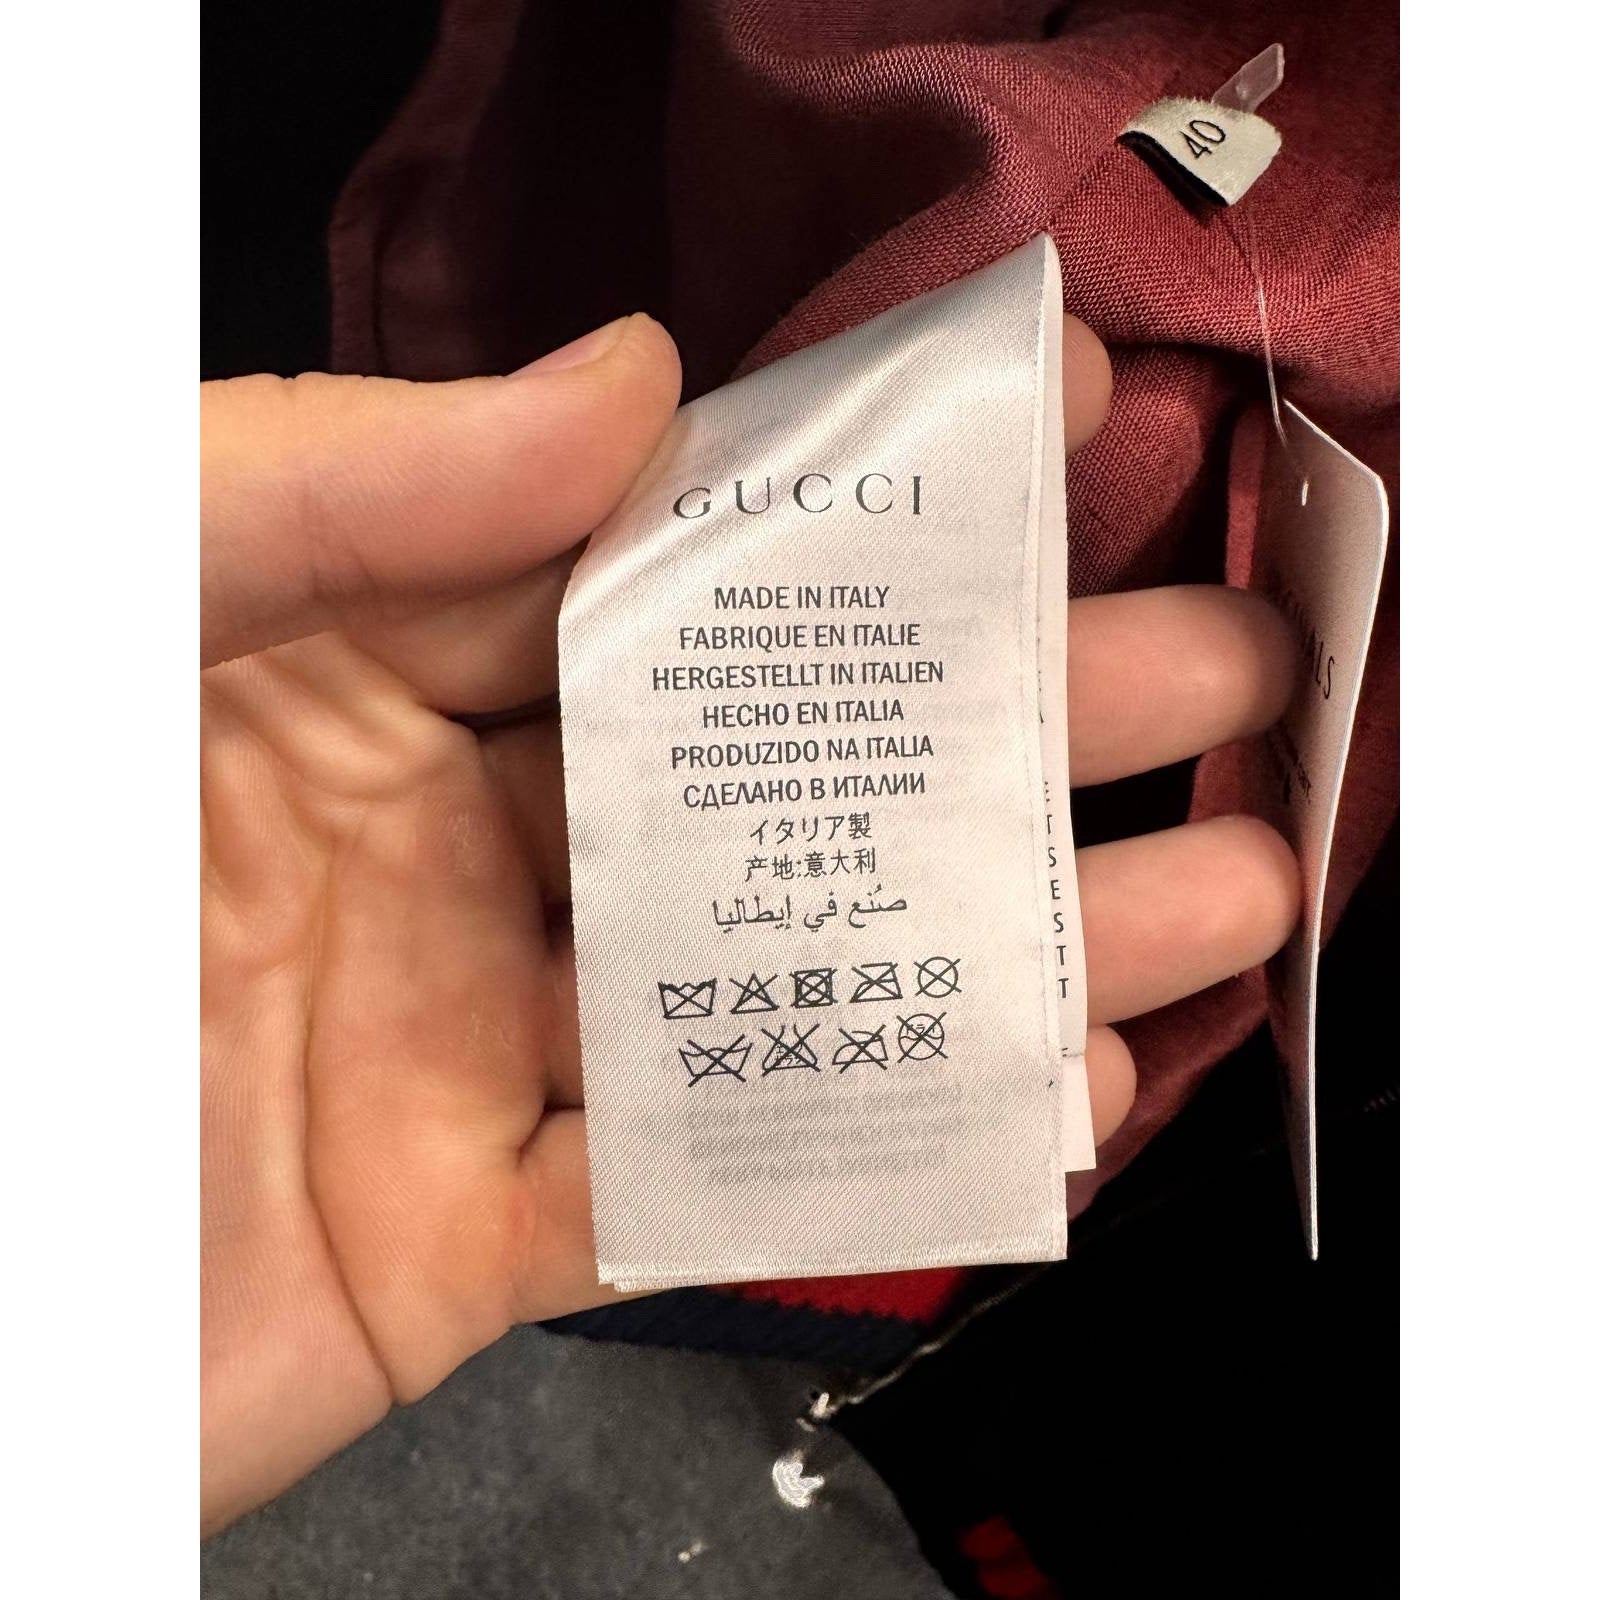 40
GUCCI
MADE IN ITALY
FABRIQUE EN ITALIE
HERGESTELLT IN ITALIEN
HECHO EN ITALIA
PRODUZIDO NA ITALIA
СДЕЛАНО В ИТАЛИИ
イタリア製
产地:意大利
صُنع في إيطاليا